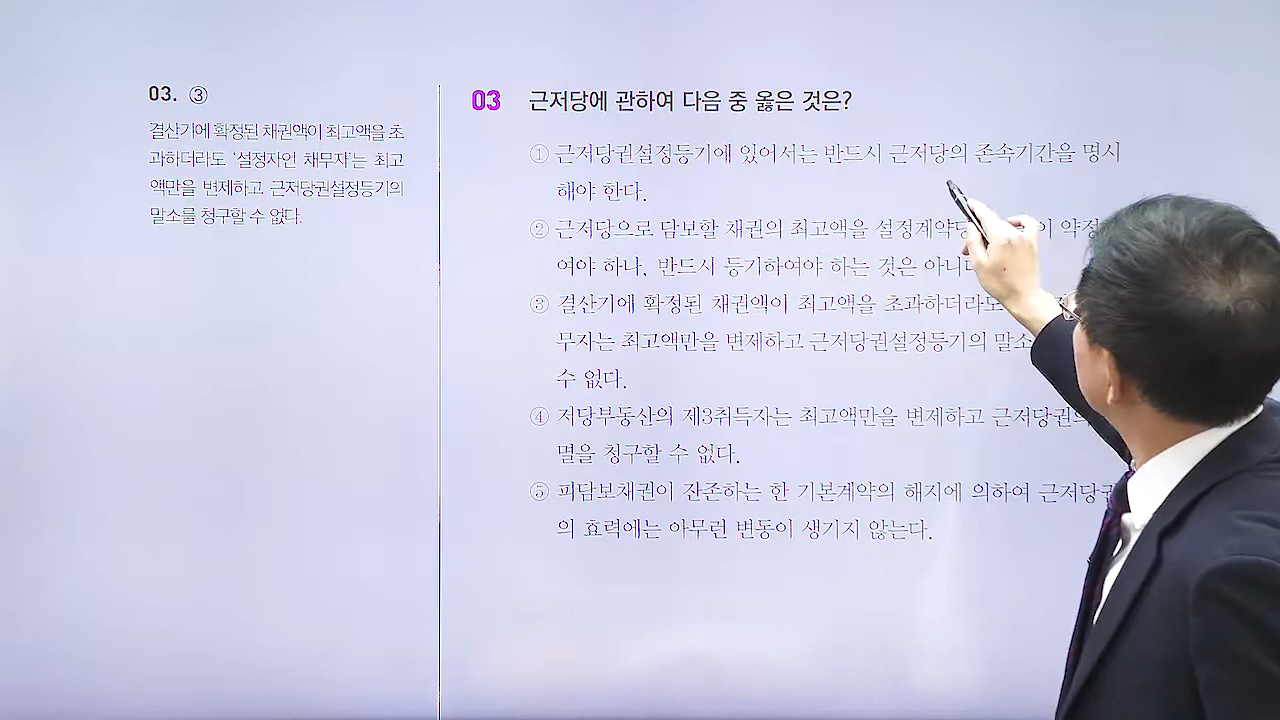 03. ③
결산기에 확정된 채권액이 최고액을 초
과하더라도 '설정자인 채무자'는 최고
액만을 변제하고 근저당권설정등기의
말소를 청구할 수 없다.
03 근저당에 관하여 다음 중 옳은 것은?
① 근저당권설정등기에 있어서는 반드시 근저당의 존속기간을 명시
해야 한다.
② 근저당으로 담보할 채권의 최고액을 설정계약당 이 약정
여야 하나, 반드시 등기하여야 하는 것은 아니
③ 결산기에 확정된 채권액이 최고액을 초과하더라도
무자는 최고액만을 변제하고 근저당권설정등기의 말소
수 없다.
④ 저당부동산의 제3취득자는 최고액만을 변제하고 근저당권의
멸을 청구할 수 없다.
⑤ 피담보채권이 잔존하는 한 기본계약의 해지에 의하여 근저당권
의 효력에는 아무런 변동이 생기지 않는다.